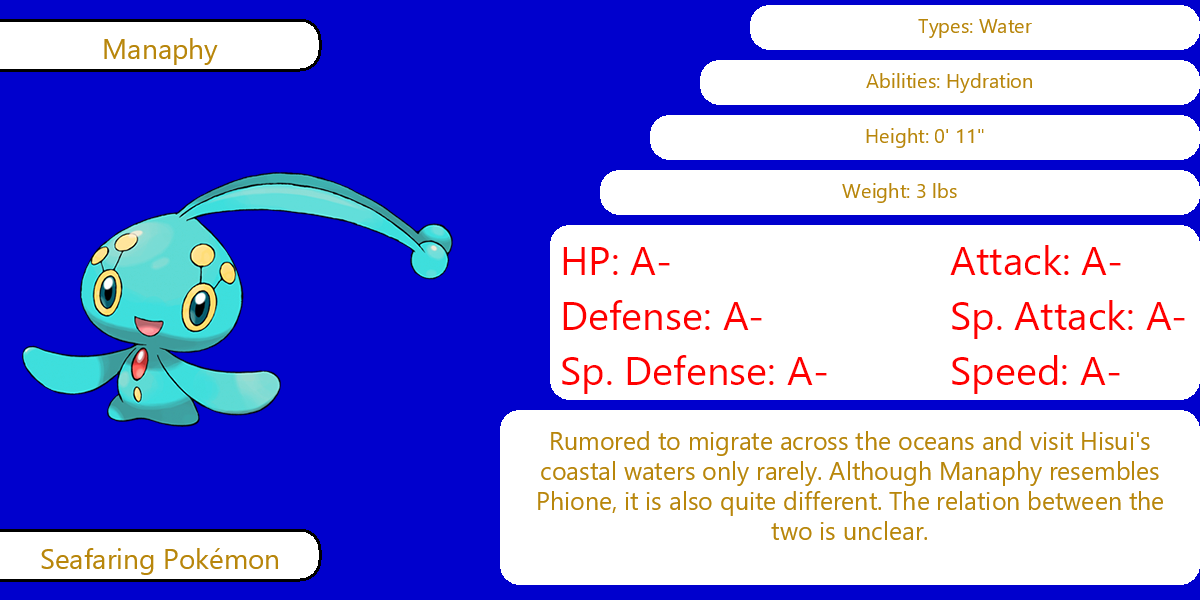 Manaphy
Types: Water
Abilities: Hydration
Height: 0' 11"
Weight: 3 lbs
HP: A-
Attack: A-
Defense: A-
Sp. Attack: A-
Sp. Defense: A-
Speed: A-
Rumored to migrate across the oceans and visit Hisui's
coastal waters only rarely. Although Manaphy resembles
Phione, it is also quite different. The relation between the
two is unclear.
Seafaring Pokémon